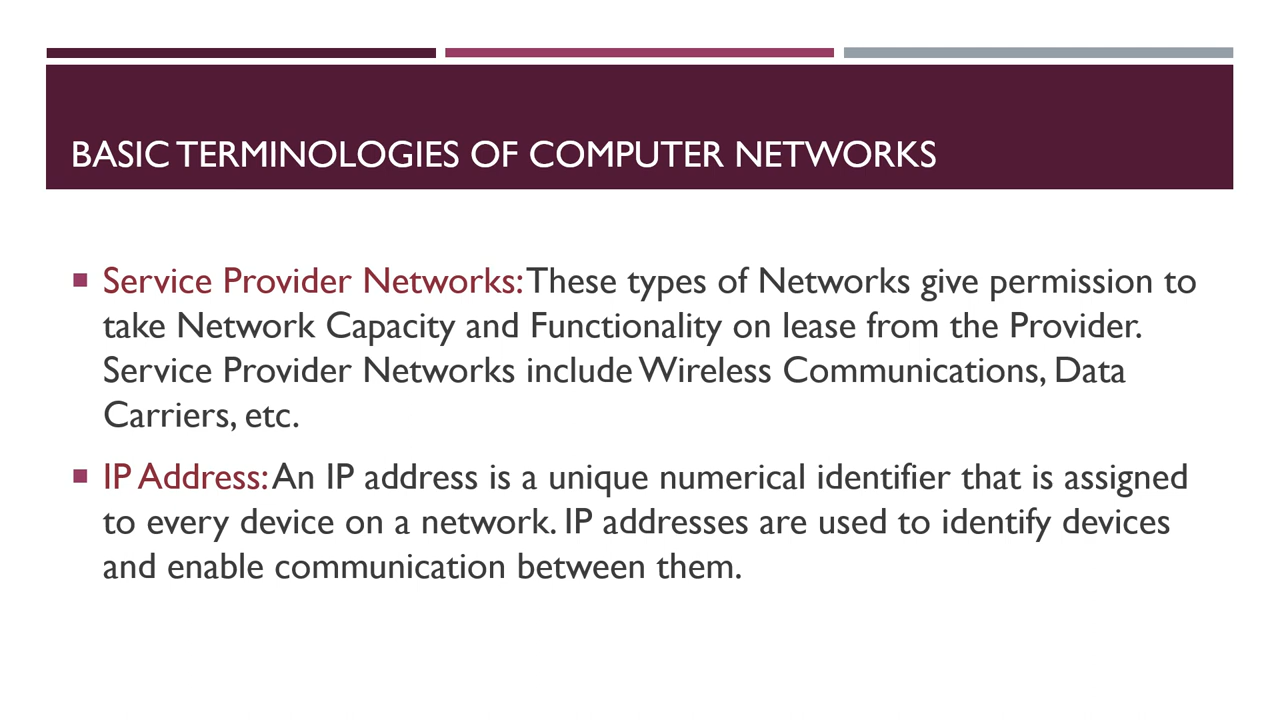 BASIC TERMINOLOGIES OF COMPUTER NETWORKS
Service Provider Networks: These types of Networks give permission to
take Network Capacity and Functionality on lease from the Provider.
Service Provider Networks include Wireless Communications, Data
Carriers, etc.
IP Address: An IP address is a unique numerical identifier that is assigned
to every device on a network. IP addresses are used to identify devices
and enable communication between them.